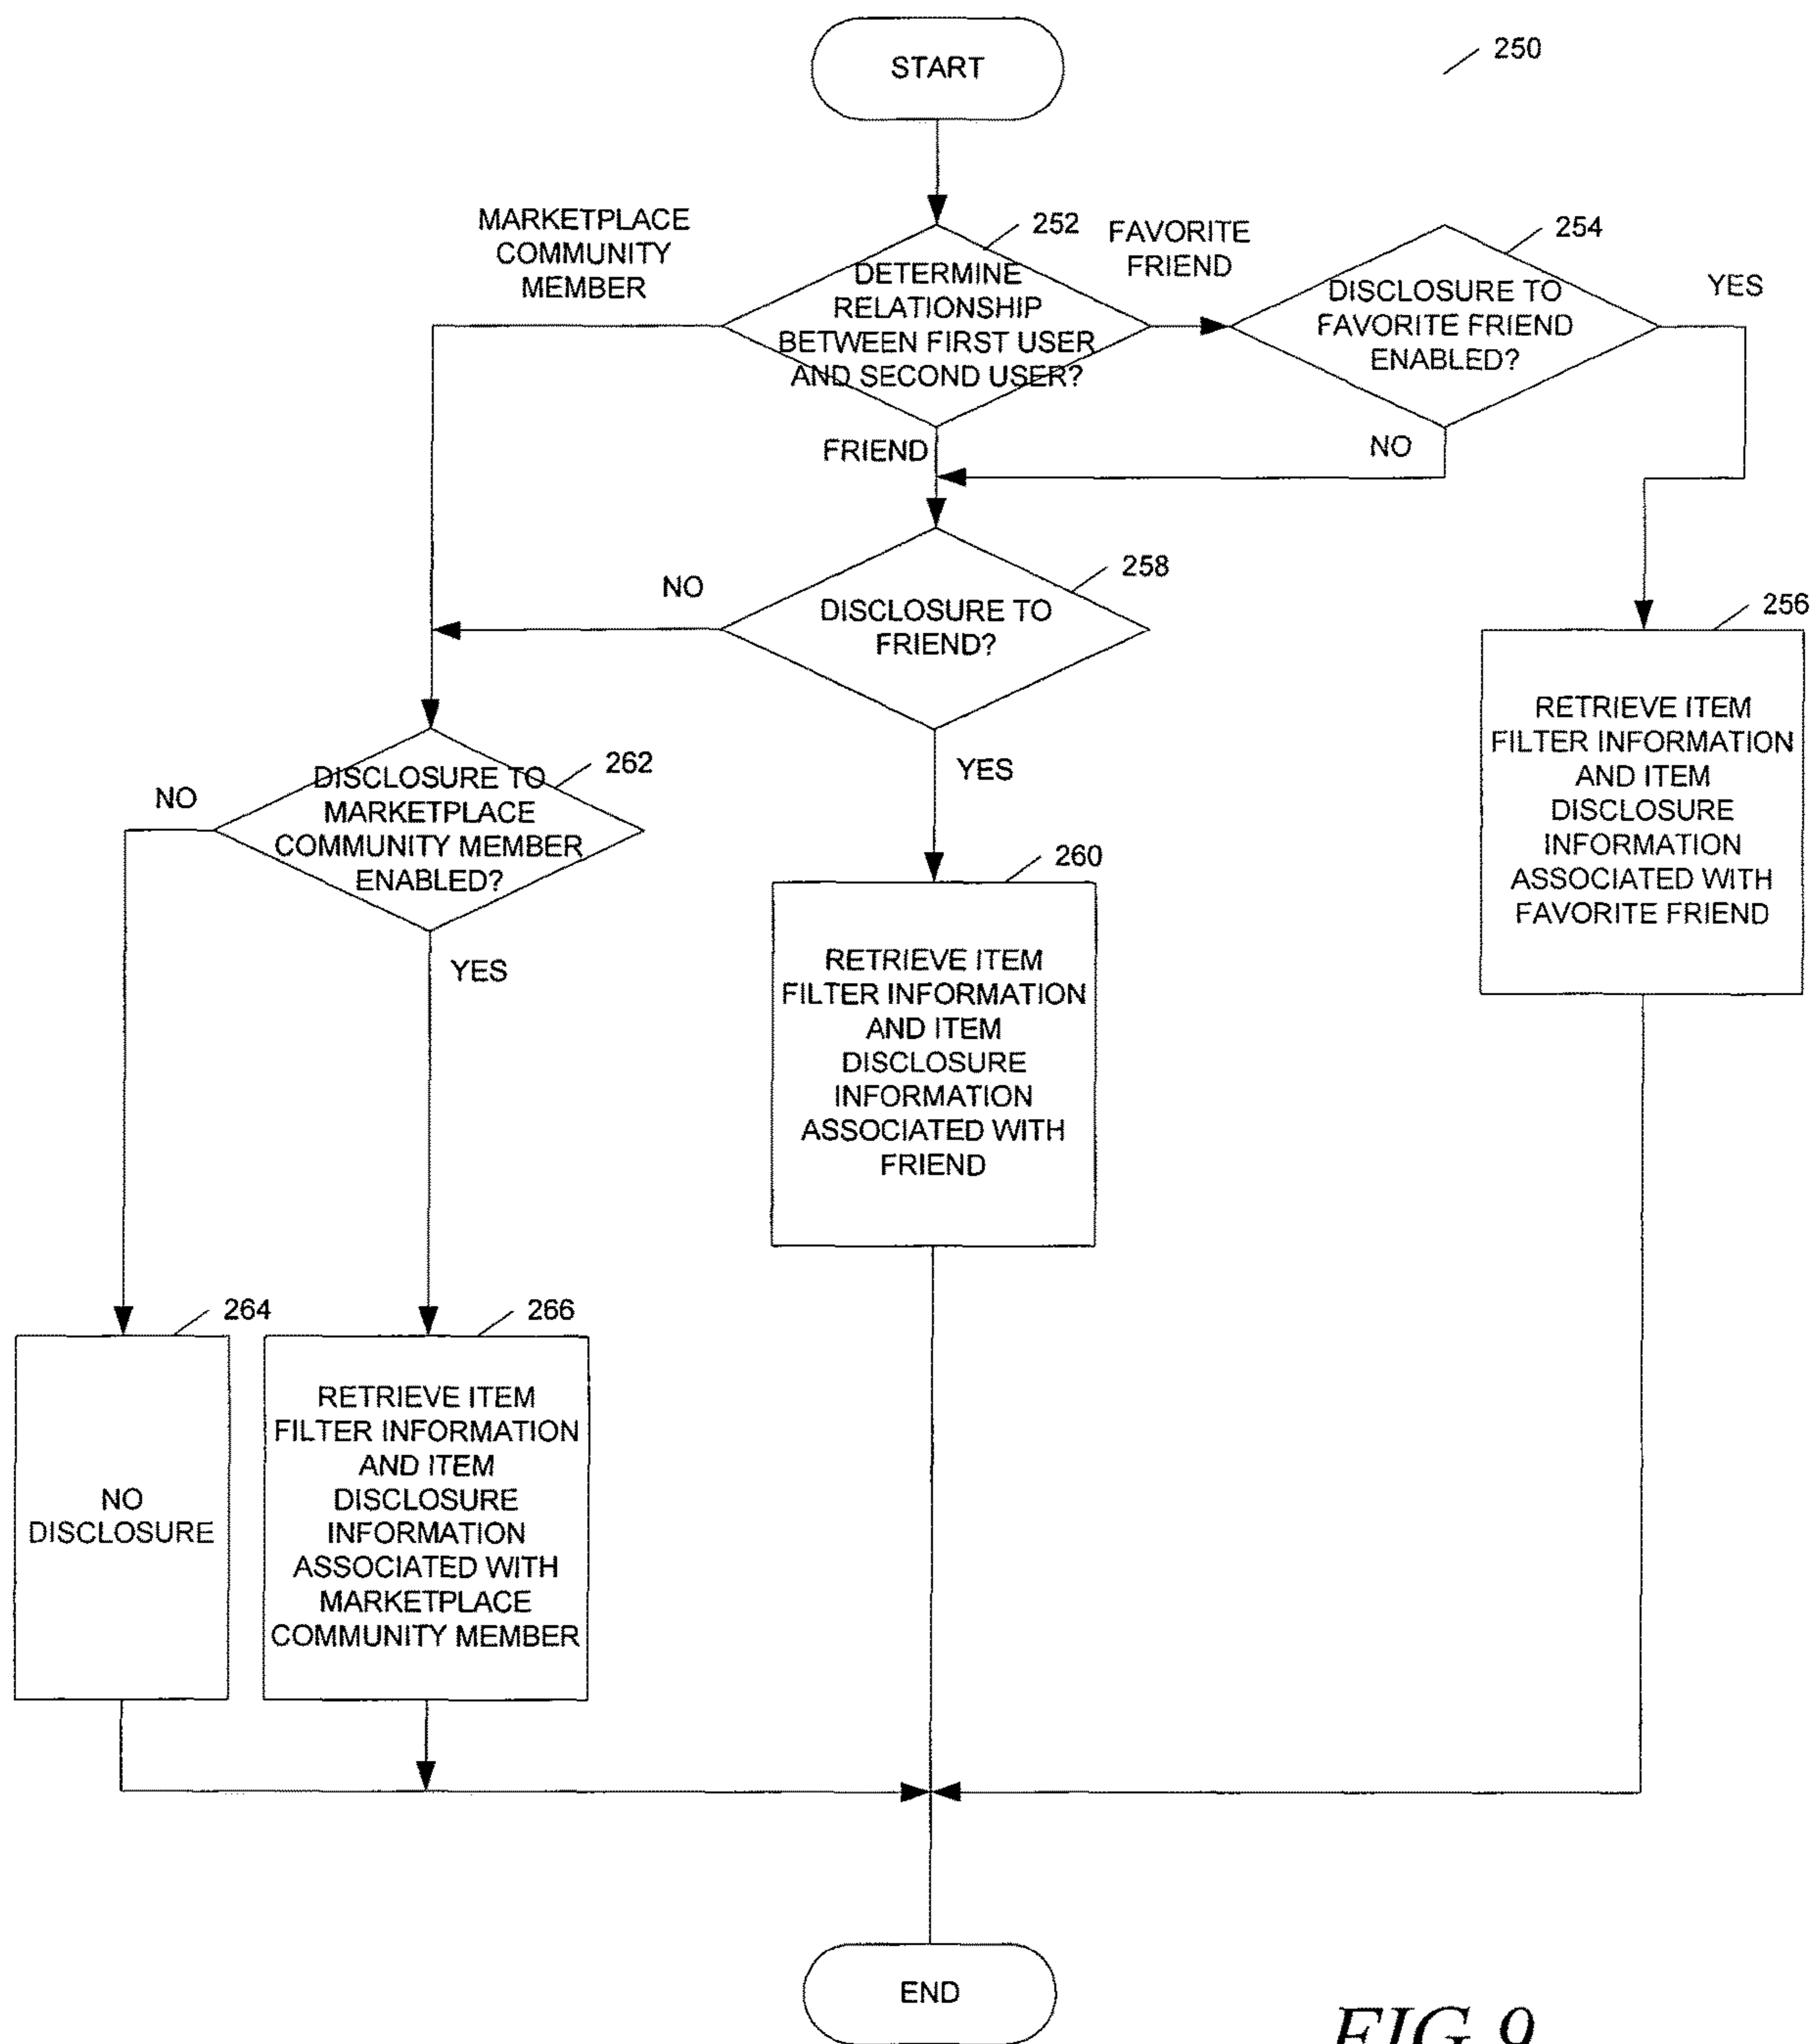 START
250
MARKETPLACE
COMMUNITY
MEMBER
252
DETERMINE
RELATIONSHIP
BETWEEN FIRST USER
AND SECOND USER?
FAVORITE
FRIEND
254
DISCLOSURE TO
FAVORITE FRIEND
ENABLED?
YES
FRIEND
NO
258
DISCLOSURE TO
FRIEND?
NO
YES
256
RETRIEVE ITEM
FILTER INFORMATION
AND ITEM
DISCLOSURE
INFORMATION
ASSOCIATED WITH
FAVORITE FRIEND
262
DISCLOSURE TO
MARKETPLACE
COMMUNITY MEMBER
ENABLED?
NO
YES
260
RETRIEVE ITEM
FILTER INFORMATION
AND ITEM
DISCLOSURE
INFORMATION
ASSOCIATED WITH
FRIEND
264
NO
DISCLOSURE
266
RETRIEVE ITEM
FILTER INFORMATION
AND ITEM
DISCLOSURE
INFORMATION
ASSOCIATED WITH
MARKETPLACE
COMMUNITY MEMBER
END
FIG 9